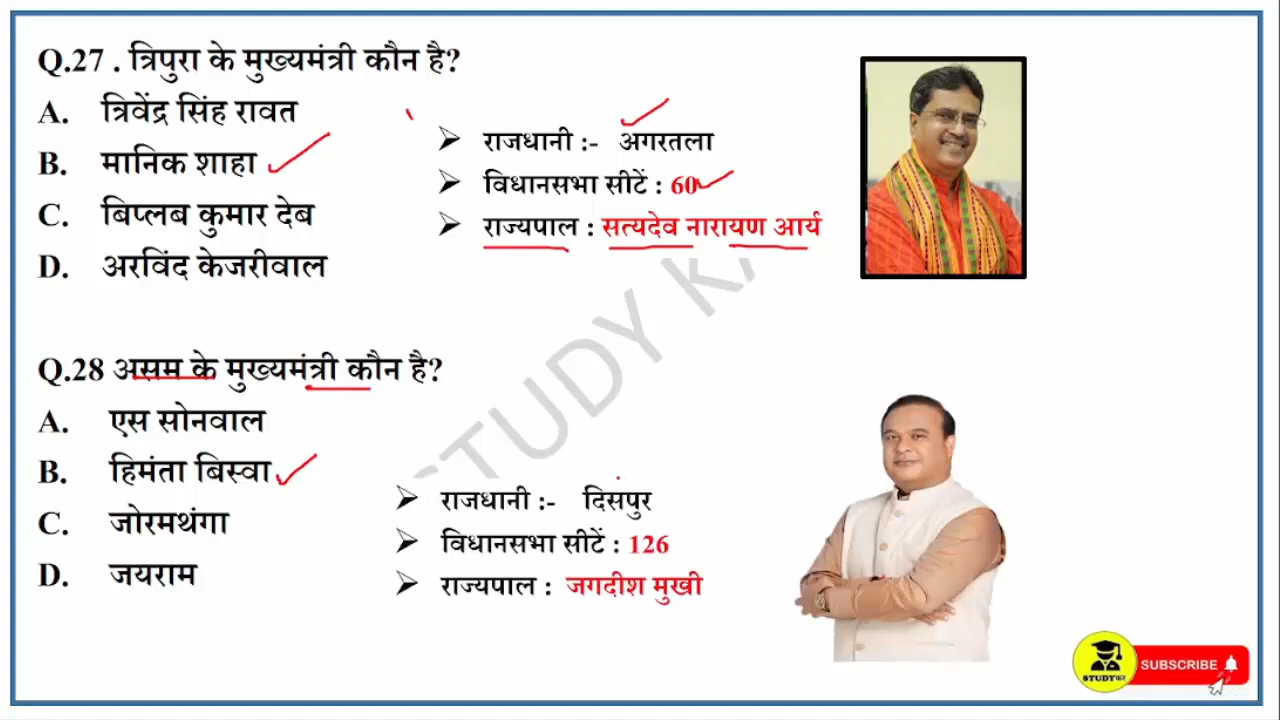 Q.27 . त्रिपुरा के मुख्यमंत्री कौन है?
A. त्रिवेंद्र सिंह रावत
B. मानिक शाहा
C. बिप्लब कुमार देब
D. अरविंद केजरीवाल
➢ राजधानी :- अगरतला
➢ विधानसभा सीटें : 60
➢ राज्यपाल : सत्यदेव नारायण आर्य
STUDY
Q.28 असम के मुख्यमंत्री कौन है?
A. एस सोनवाल
B. हिमंता बिस्वा
C. जोरमथंगा
D. जयराम
➢ राजधानी :- दिसपुर
➢ विधानसभा सीटें : 126
➢ राज्यपाल : जगदीश मुखी
STUDYकर
SUBSCRIBE